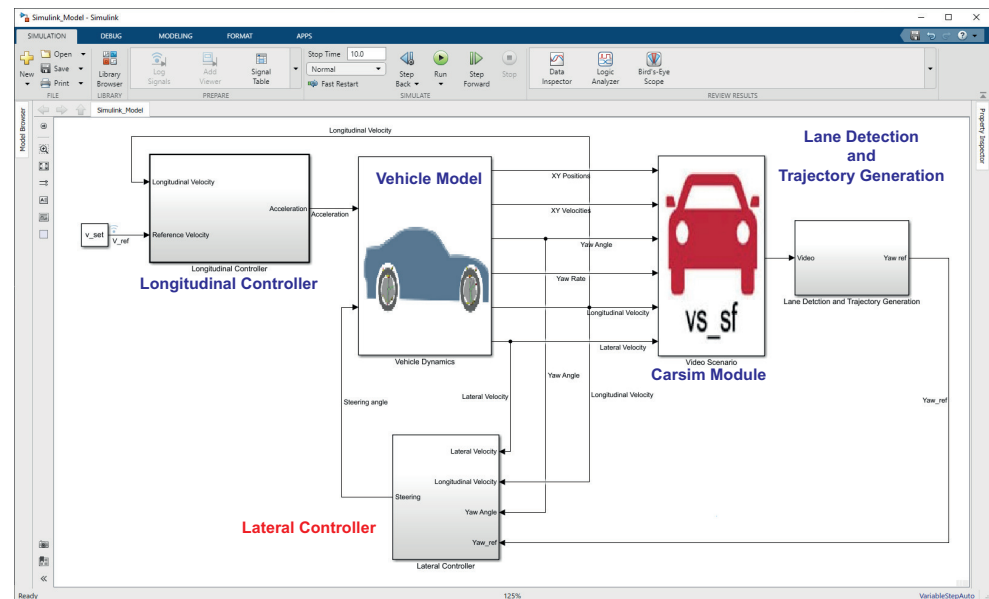 Simulink_Model - Simulink
SIMULATION
DEBUG
MODELING
FORMAT
APPS
New
Open
Save
Print
FILE
Library
Browser
LIBRARY
Log
Signals
Add
Viewer
Signal
Table
PREPARE
Stop Time 10.0
Normal
Fast Restart
Step
Back
Run
Step
Forward
Stop
SIMULATE
Data
Inspector
Logic
Analyzer
Bird's-Eye
Scope
REVIEW RESULTS
Model Browser
Simulink_Model
Property Inspector
Longitudinal Velocity
Lane Detection
and
Trajectory Generation
Longitudinal Velocity
Acceleration
Reference Velocity
Longitudinal Controller
Longitudinal Controller
v_set
V_ref
Acceleration
Vehicle Model
Vehicle Dynamics
XY Positions
XY Velocities
Yaw Angle
Yaw Rate
Longitudinal Velocity
Lateral Velocity
vs_sf
Video Scenario
Carsim Module
Video
Yaw ref
Lane Detction and Trajectory Generation
Yaw Angle
Steering angle
Lateral Velocity
Longitudinal Velocity
Yaw_ref
Lateral Velocity
Longitudinal Velocity
Steering
Yaw Angle
Yaw_ref
Lateral Controller
Lateral Controller
Ready
125%
VariableStepAuto